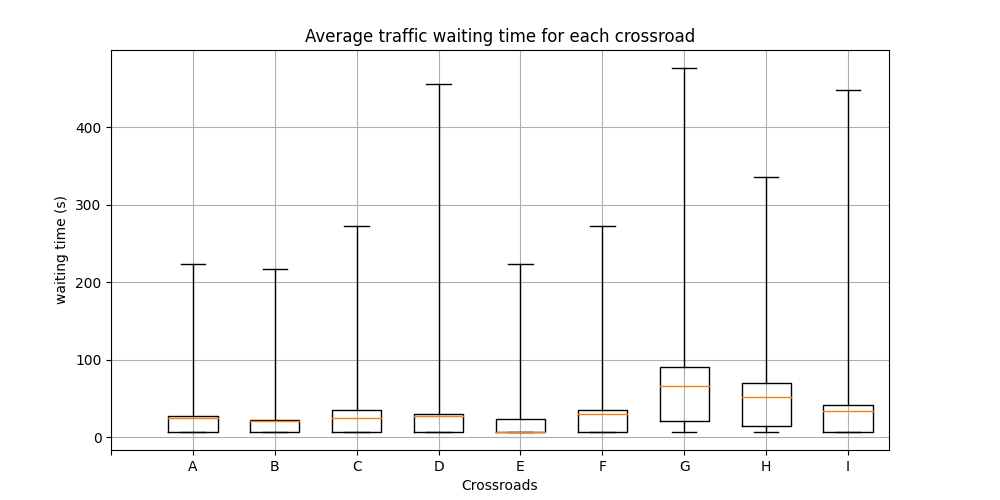 Average traffic waiting time for each crossroad
waiting time (s)
400
300
200
100
0
A B C D E F G H I
Crossroads